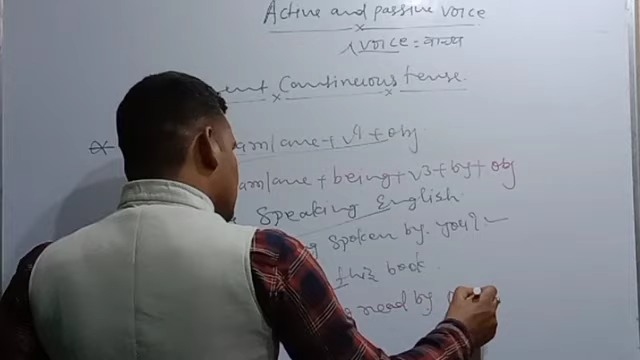 Active and passive voice
voice = वाच्य
Continuous tense.
am/are + v4 + obj
am/are + being + v3 + by + obj
Speaking English.
Spoken by you?
book.
read by